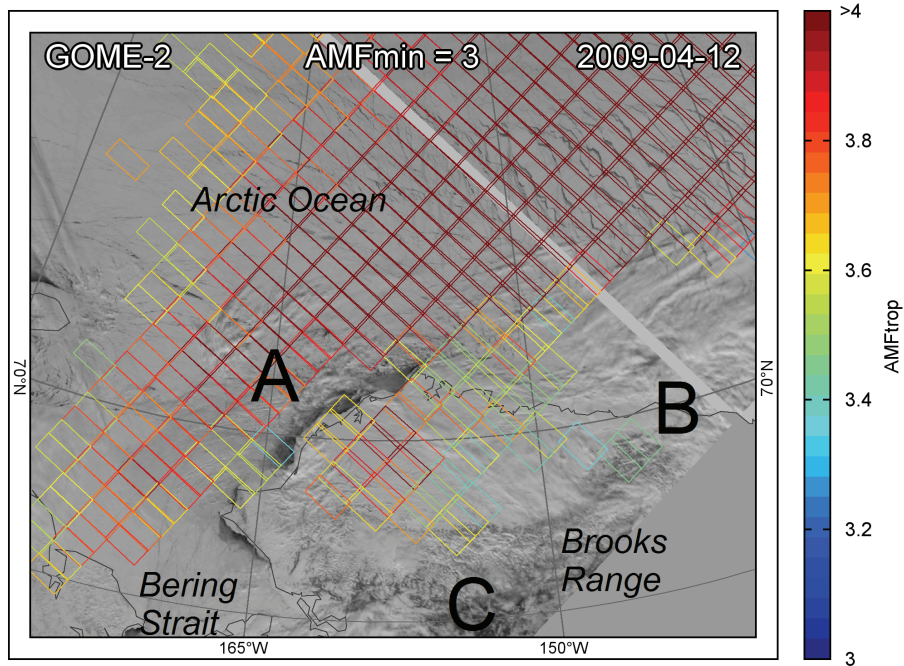 GOME-2 AMFmin = 3 2009-04-12
Arctic Ocean
A
B
C
Brooks
Range
Bering
Strait
70°N
70°N
165°W 150°W
>4
3.8
3.6
3.4
3.2
3
AMFtrop